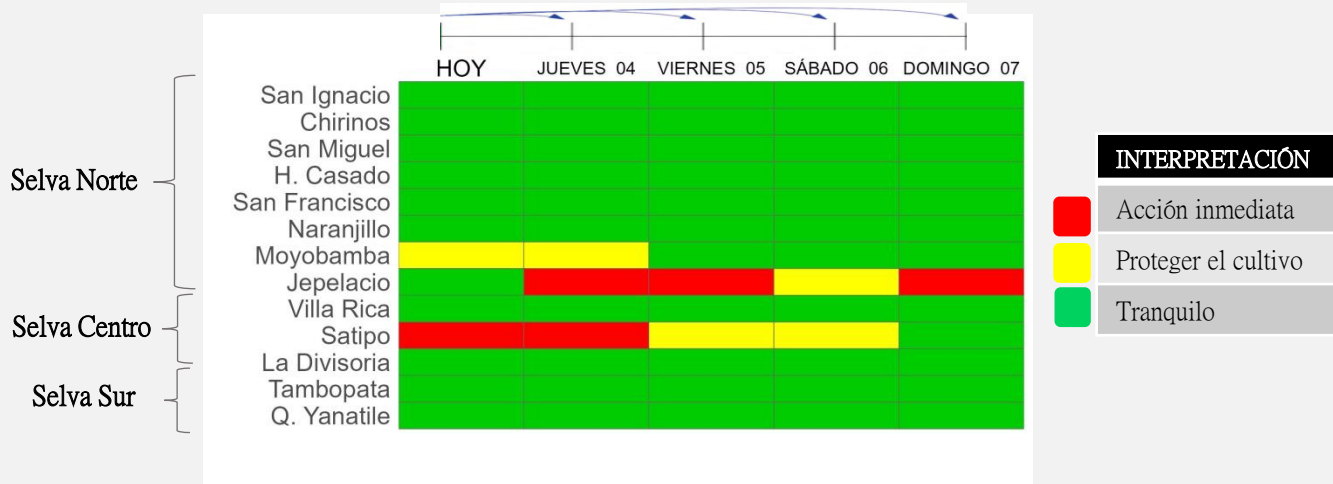 HOY JUEVES 04 VIERNES 05 SÁBADO 06 DOMINGO 07
San Ignacio
Chirinos
San Miguel
H. Casado
San Francisco
Naranjillo
Moyobamba
Jepelacio
Villa Rica
Satipo
La Divisoria
Tambopata
Q. Yanatile
Selva Norte
Selva Centro
Selva Sur
INTERPRETACIÓN
Acción inmediata
Proteger el cultivo
Tranquilo